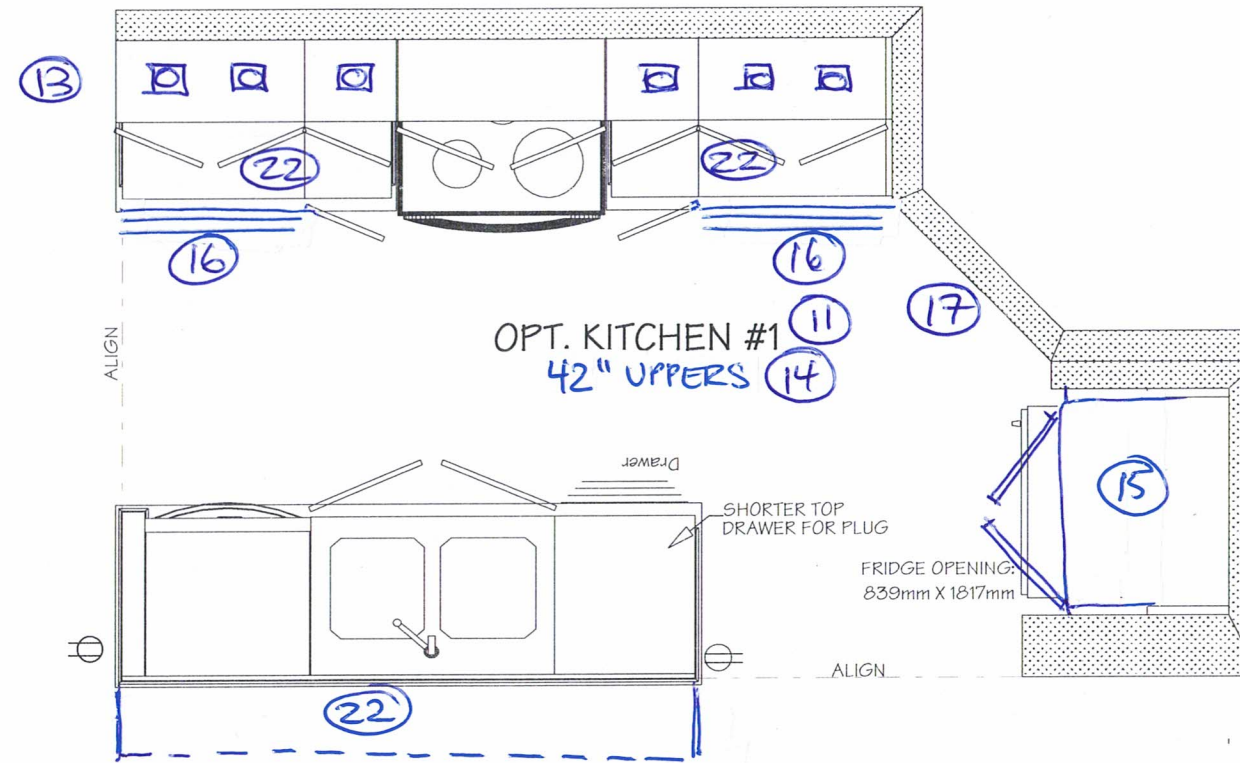 13
22
22
16
16
ALIGN
OPT. KITCHEN #1
11
17
42" UPPERS
14
Drawer
15
SHORTER TOP
DRAWER FOR PLUG
FRIDGE OPENING:
839mm X 1817mm
ALIGN
22